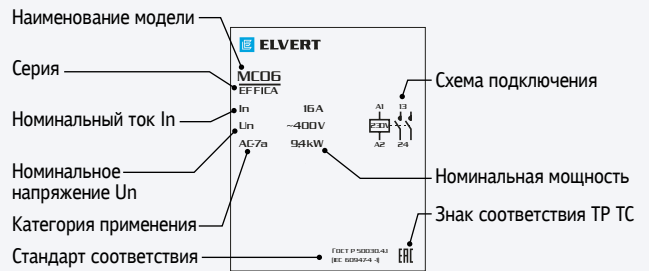 Наименование модели
ELVERT
MC06
Серия
EFFICA
Схема подключения
A1 13
Номинальный ток In
In 16A
230V
Un ~400V
A2 24
AC-7a 9,4kW
Номинальное
напряжение Un
Номинальная мощность
Категория применения
Знак соответствия ТР ТС
Стандарт соответствия
ГОСТ Р 50030.4.1
(IEC 60947-4 -1)
EAC